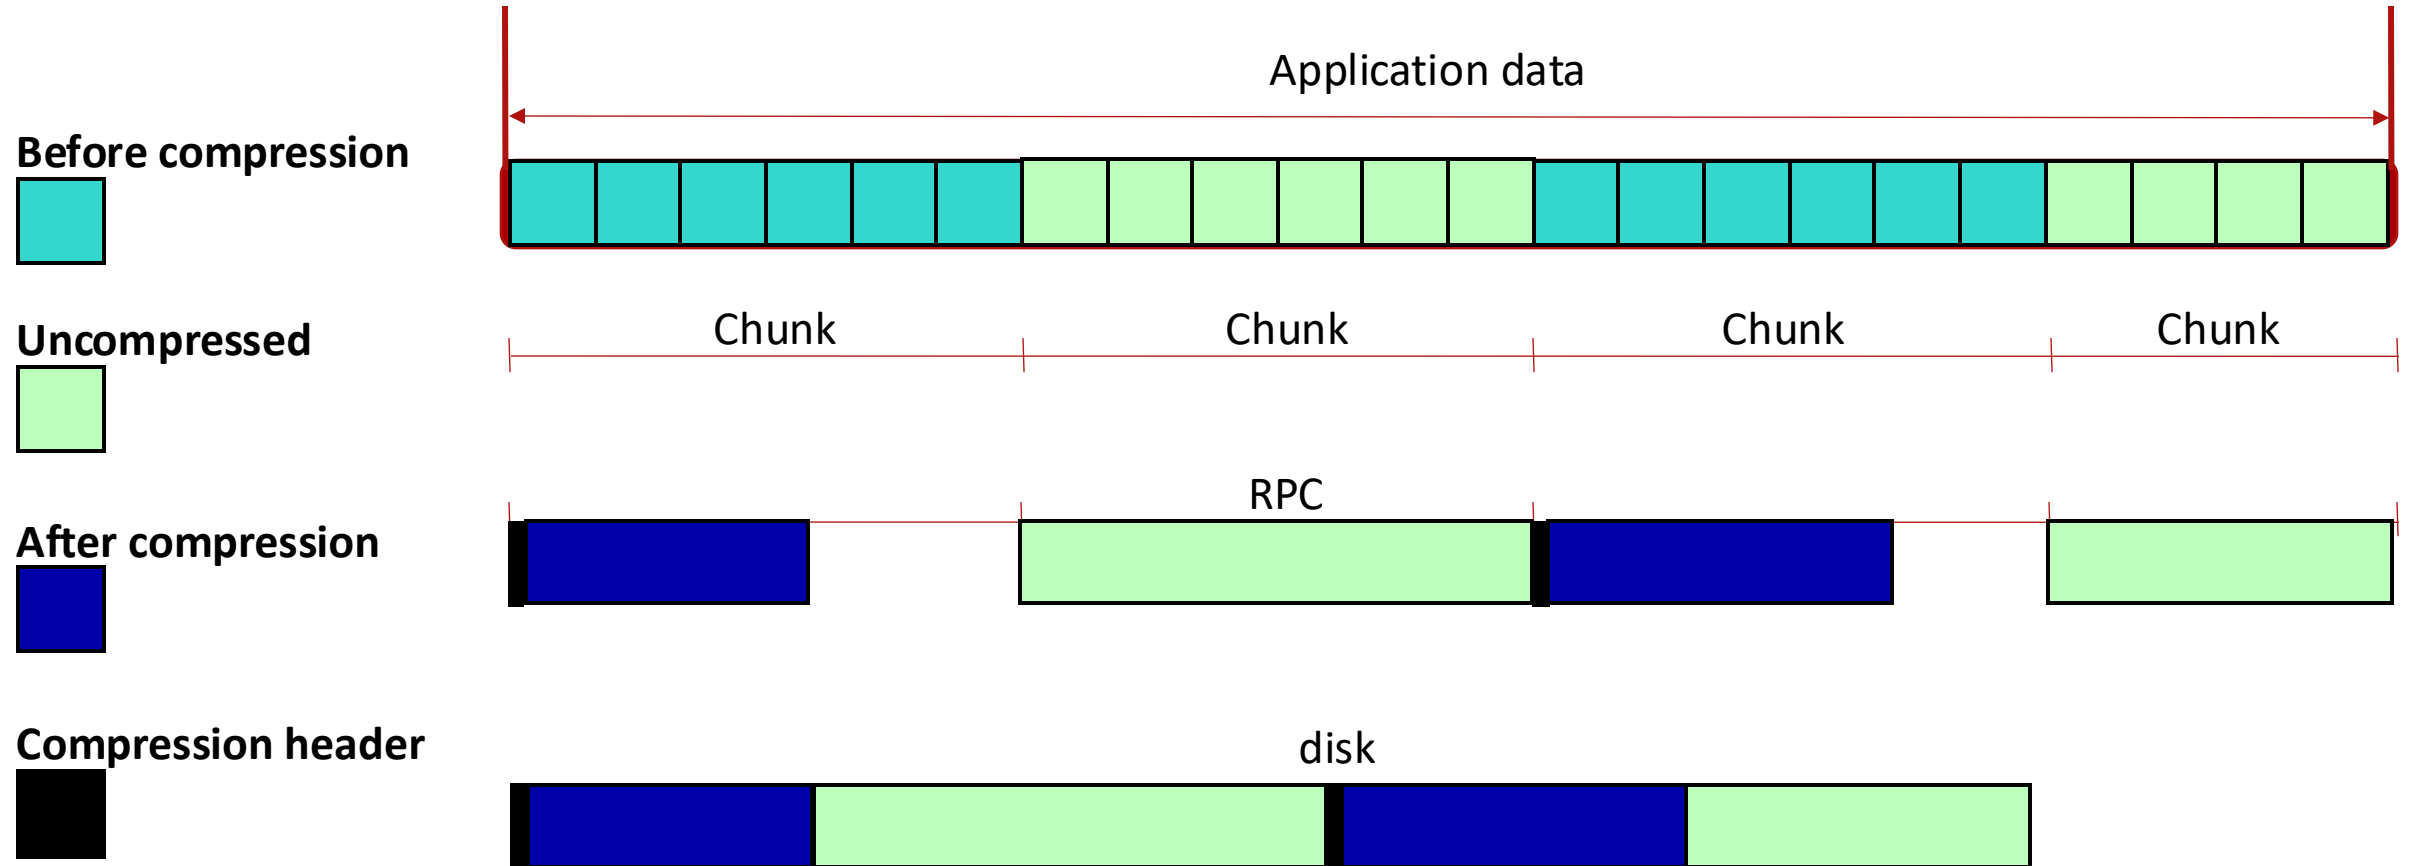 Application data
Before compression
Uncompressed
Chunk Chunk Chunk Chunk
RPC
After compression
Compression header
disk